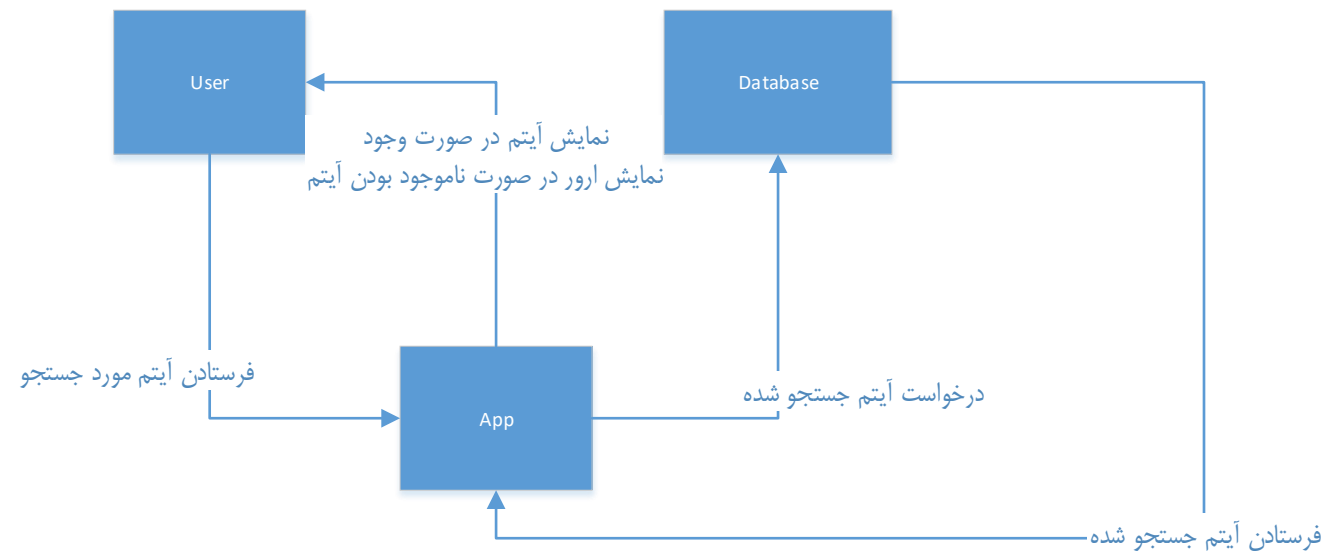 User
Database
نمایش آیتم در صورت وجود
نمایش ارور در صورت ناموجود بودن آیتم
فرستادن آیتم مورد جستجو
درخواست آیتم جستجو شده
App
فرستادن آیتم جستجو شده